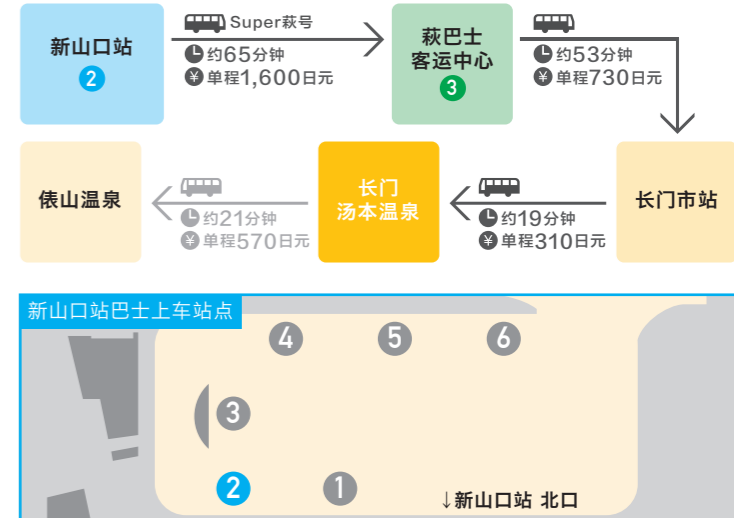 新山口站
2
Super萩号
约65分钟
¥ 单程1,600日元
萩巴士
客运中心
3
约53分钟
¥ 单程730日元
长门市站
约19分钟
¥ 单程310日元
长门
汤本温泉
约21分钟
¥ 单程570日元
俵山温泉
新山口站巴士上车站点
4
5
6
3
2
1
↓新山口站 北口